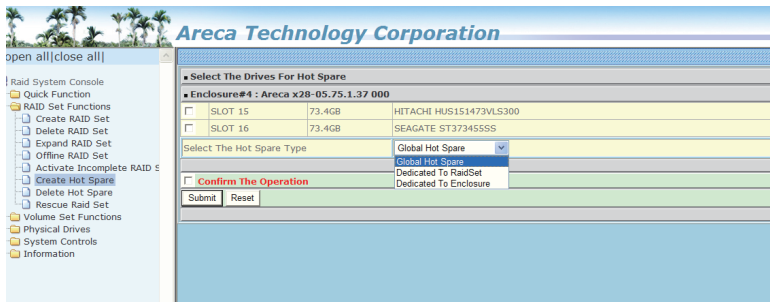 Areca Technology Corporation
open all|close all|
Raid System Console
Quick Function
RAID Set Functions
Create RAID Set
Delete RAID Set
Expand RAID Set
Offline RAID Set
Activate Incomplete RAID S
Create Hot Spare
Delete Hot Spare
Rescue Raid Set
Volume Set Functions
Physical Drives
System Controls
Information
Select The Drives For Hot Spare
Enclosure#4 : Areca x28-05.75.1.37 000
SLOT 15 73.4GB HITACHI HUS151473VLS300
SLOT 16 73.4GB SEAGATE ST373455SS
Select The Hot Spare Type Global Hot Spare
Global Hot Spare
Dedicated To RaidSet
Dedicated To Enclosure
Confirm The Operation
Submit Reset